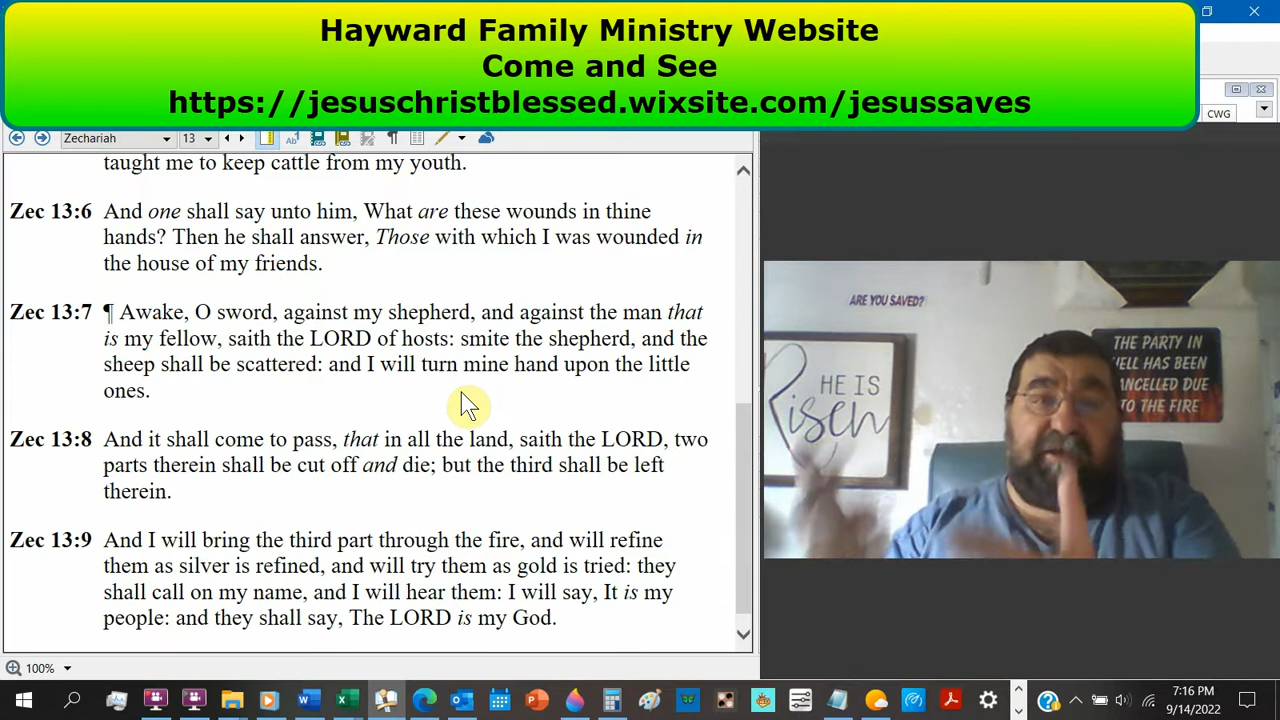 Hayward Family Ministry Website
Come and See
https://jesuschristblessed.wixsite.com/jesussaves
CWG
Zechariah
13
taught me to keep cattle from my youth.
Zec 13:6 And one shall say unto him, What are these wounds in thine
hands? Then he shall answer, Those with which I was wounded in
the house of my friends.
Zec 13:7 ¶ Awake, O sword, against my shepherd, and against the man that
is my fellow, saith the LORD of hosts: smite the shepherd, and the
sheep shall be scattered: and I will turn mine hand upon the little
ones.
Zec 13:8 And it shall come to pass, that in all the land, saith the LORD, two
parts therein shall be cut off and die; but the third shall be left
therein.
Zec 13:9 And I will bring the third part through the fire, and will refine
them as silver is refined, and will try them as gold is tried: they
shall call on my name, and I will hear them: I will say, It is my
people: and they shall say, The LORD is my God.
ARE YOU SAVED?
HE IS
Risen
THE PARTY IN
HELL HAS BEEN
CANCELLED DUE
TO THE FIRE
100%
7:16 PM
9/14/2022